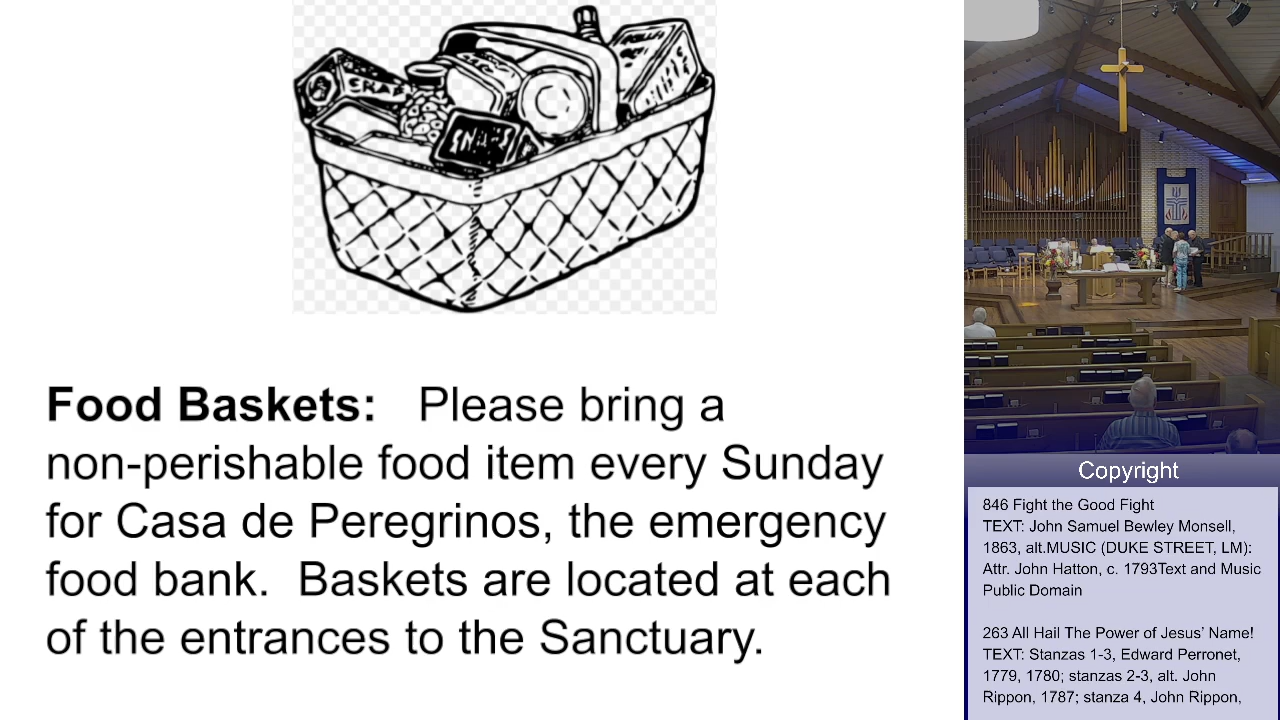 Food Baskets: Please bring a
non-perishable food item every Sunday
for Casa de Peregrinos, the emergency
food bank. Baskets are located at each
of the entrances to the Sanctuary.
Copyright
846 Fight the Good Fight
TEXT: John Samuel Bewley Monsell,
1863, alt.MUSIC (DUKE STREET, LM):
Attr. John Hatton, c. 1793Text and Music
Public Domain
263 All Hail The Power of Jesus' Name!
TEXT: Stanzas 1-3, Edward Perronet,
1779, 1780; stanzas 2-3, alt. John
Rippon, 1787; stanza 4, John Rippon,